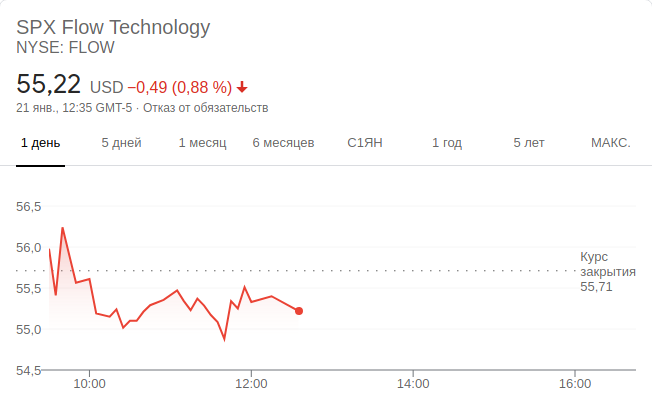 SPX Flow Technology
NYSE: FLOW
55,22 USD −0,49 (0,88 %)
21 янв., 12:35 GMT-5 · Отказ от обязательств
1 день 5 дней 1 месяц 6 месяцев С1ЯН 1 год 5 лет МАКС.
56,5
56,0
Курс
закрытия
55,71
55,5
55,0
54,5
10:00 12:00 14:00 16:00